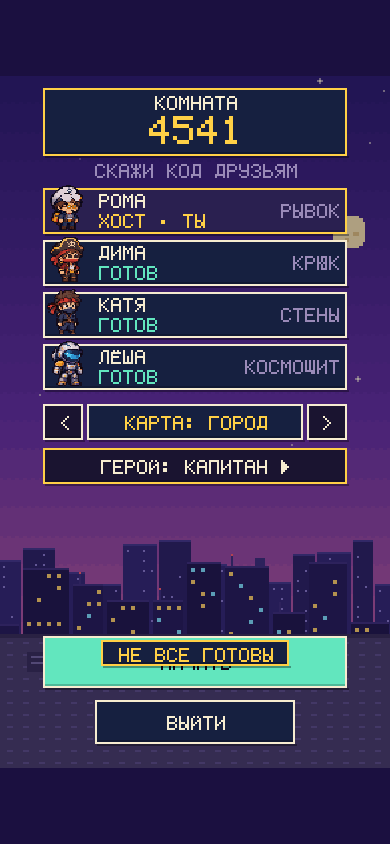 КОМНАТА
4541
СКАЖИ КОД ДРУЗЬЯМ
РОМА
ХОСТ · ТЫ
РЫВОК
ДИМА
ГОТОВ
КРЮК
КАТЯ
ГОТОВ
СТЕНЫ
ЛЁША
ГОТОВ
КОСМОЩИТ
<
КАРТА: ГОРОД
>
ГЕРОЙ: КАПИТАН ▶
НЕ ВСЕ ГОТОВЫ
ВЫЙТИ